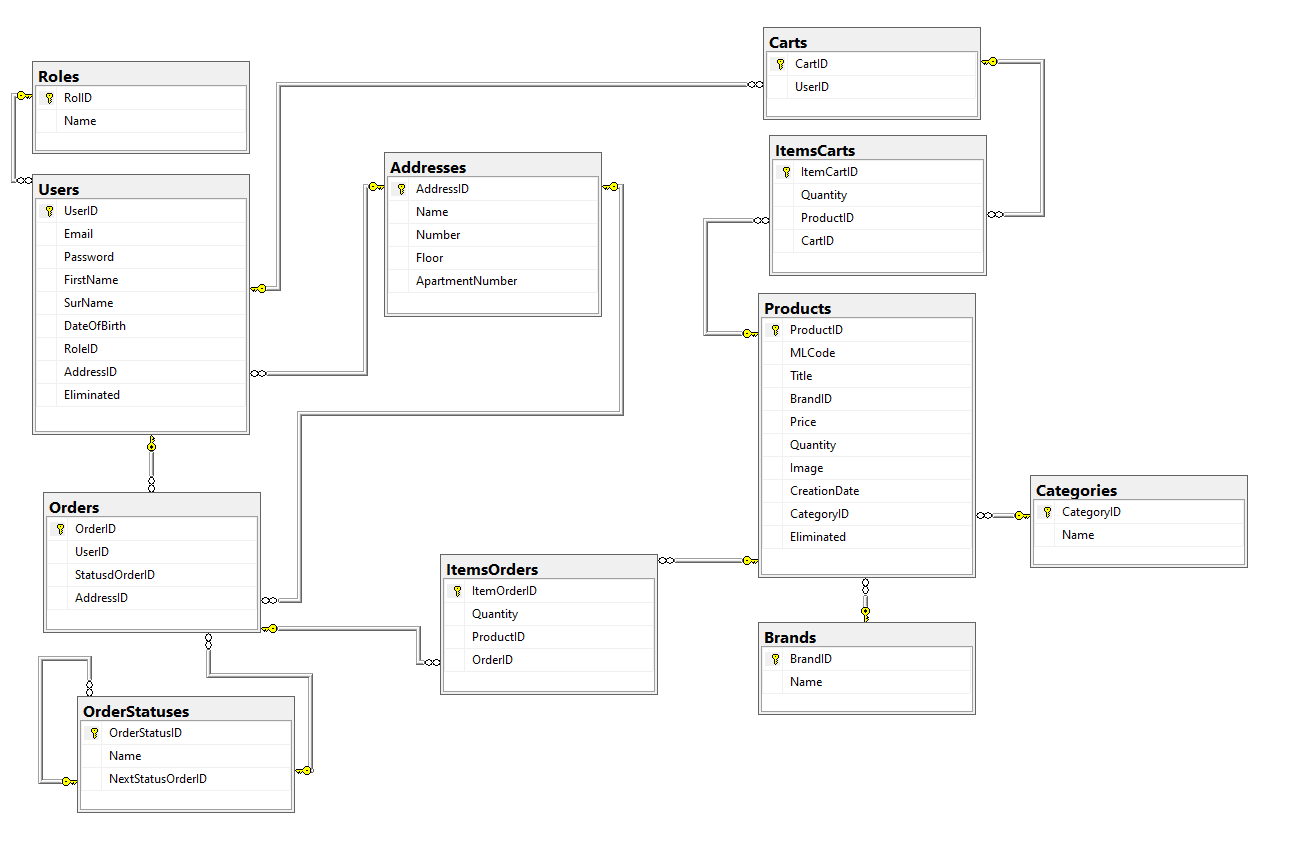 Roles
RolID
Name
Users
UserID
Email
Password
FirstName
SurName
DateOfBirth
RoleID
AddressID
Eliminated
Addresses
AddressID
Name
Number
Floor
ApartmentNumber
Carts
CartID
UserID
ItemsCarts
ItemCartID
Quantity
ProductID
CartID
Products
ProductID
MLCode
Title
BrandID
Price
Quantity
Image
CreationDate
CategoryID
Eliminated
Categories
CategoryID
Name
Orders
OrderID
UserID
StatusdOrderID
AddressID
ItemsOrders
ItemOrderID
Quantity
ProductID
OrderID
Brands
BrandID
Name
OrderStatuses
OrderStatusID
Name
NextStatusOrderID